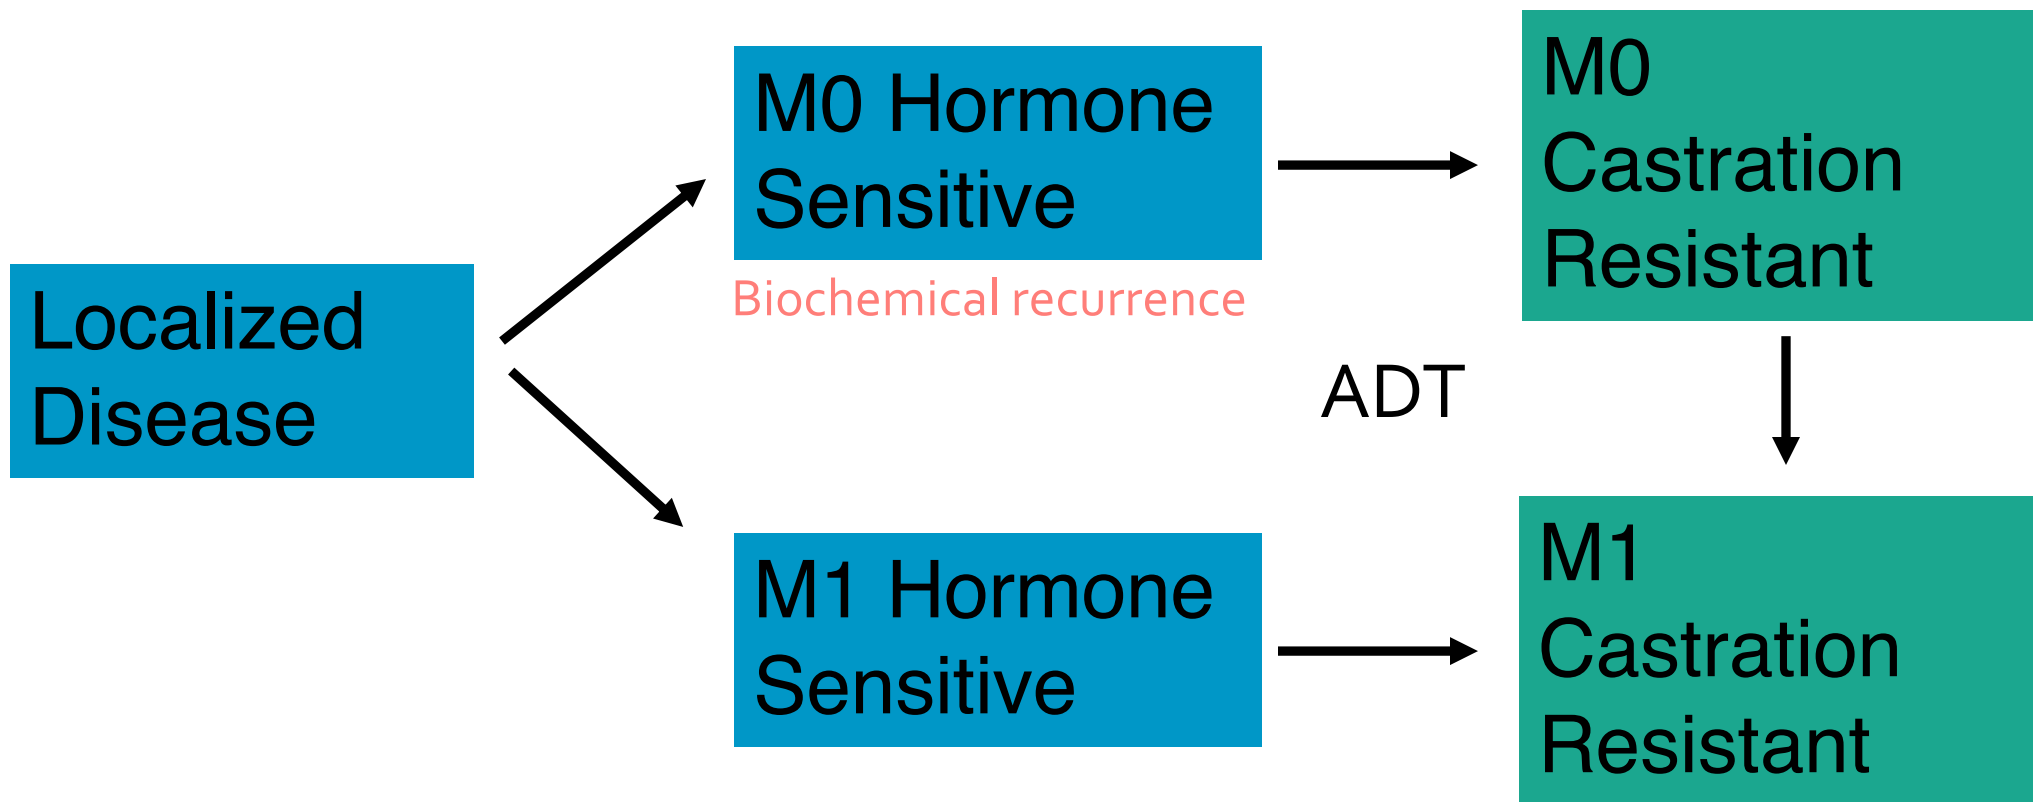 Localized
Disease
M0 Hormone
Sensitive
Biochemical recurrence
M1 Hormone
Sensitive
ADT
M0
Castration
Resistant
M1
Castration
Resistant